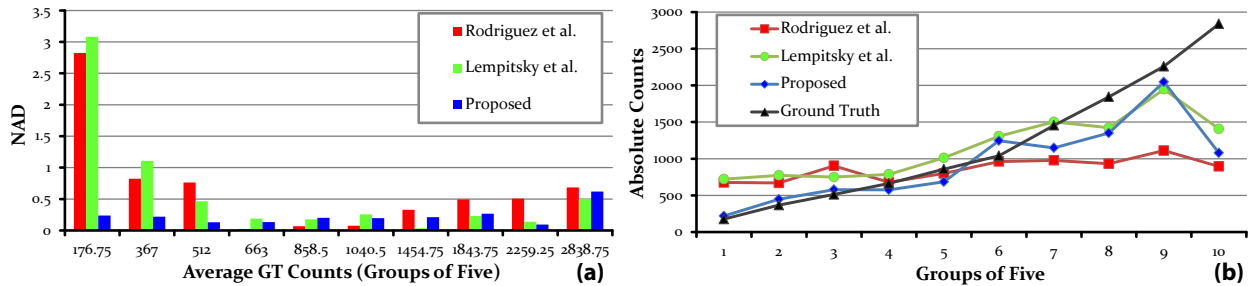 3.5
3
2.5
2
1.5
1
0.5
0
NAD
Rodriguez et al.
Lempitsky et al.
Proposed
176.75 367 512 663 858.5 1040.5 1454.75 1843.75 2259.25 2838.75
Average GT Counts (Groups of Five)
(a)
3000
2500
2000
1500
1000
500
0
Absolute Counts
Rodriguez et al.
Lempitsky et al.
Proposed
Ground Truth
1 2 3 4 5 6 7 8 9 10
Groups of Five
(b)